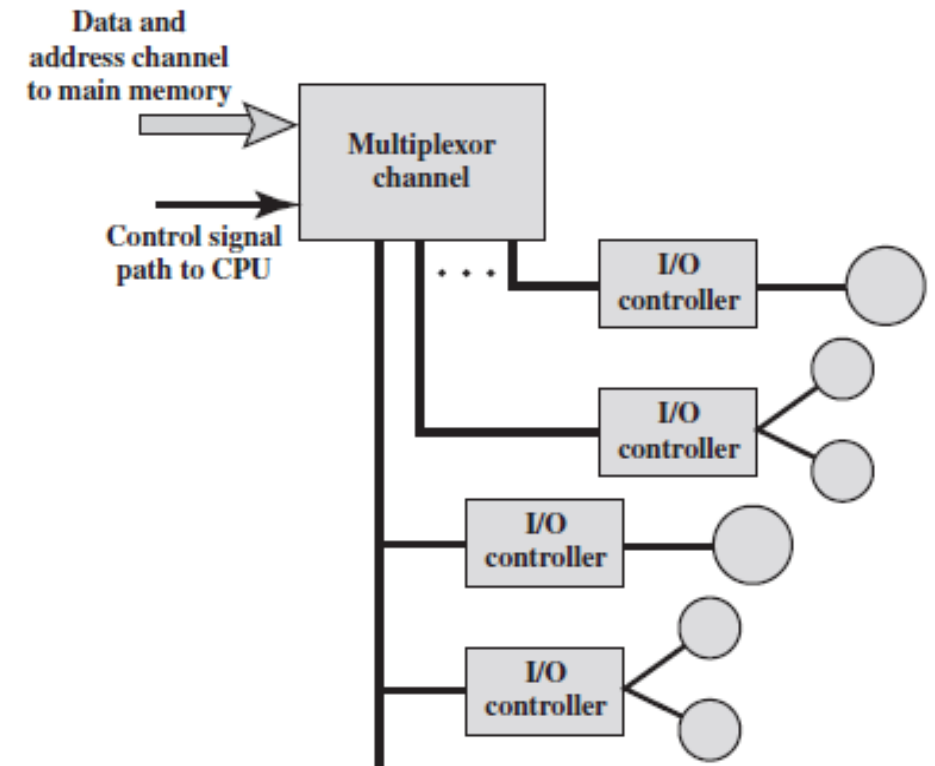 Data and
address channel
to main memory
Multiplexor
channel
Control signal
path to CPU
. . .
I/O
controller
I/O
controller
I/O
controller
I/O
controller